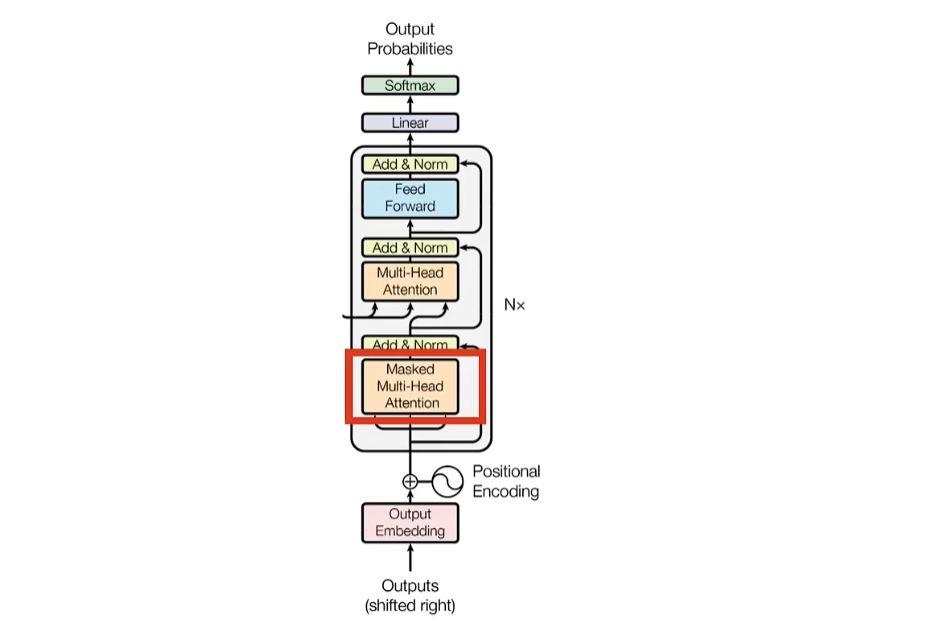 Output
Probabilities
Softmax
Linear
Add & Norm
Feed
Forward
Add & Norm
Multi-Head
Attention
N×
Add & Norm
Masked
Multi-Head
Attention
Positional
Encoding
Output
Embedding
Outputs
(shifted right)